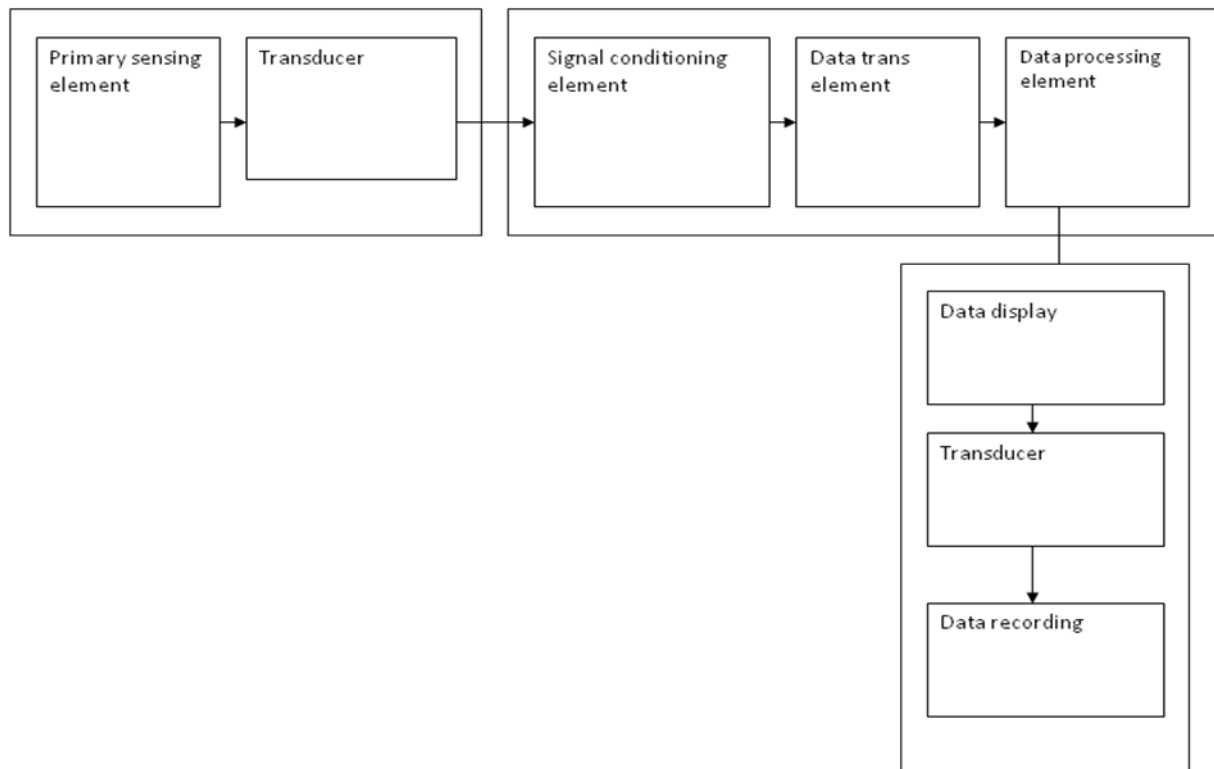 Primary sensing
element
Transducer
Signal conditioning
element
Data trans
element
Data processing
element
Data display
Transducer
Data recording